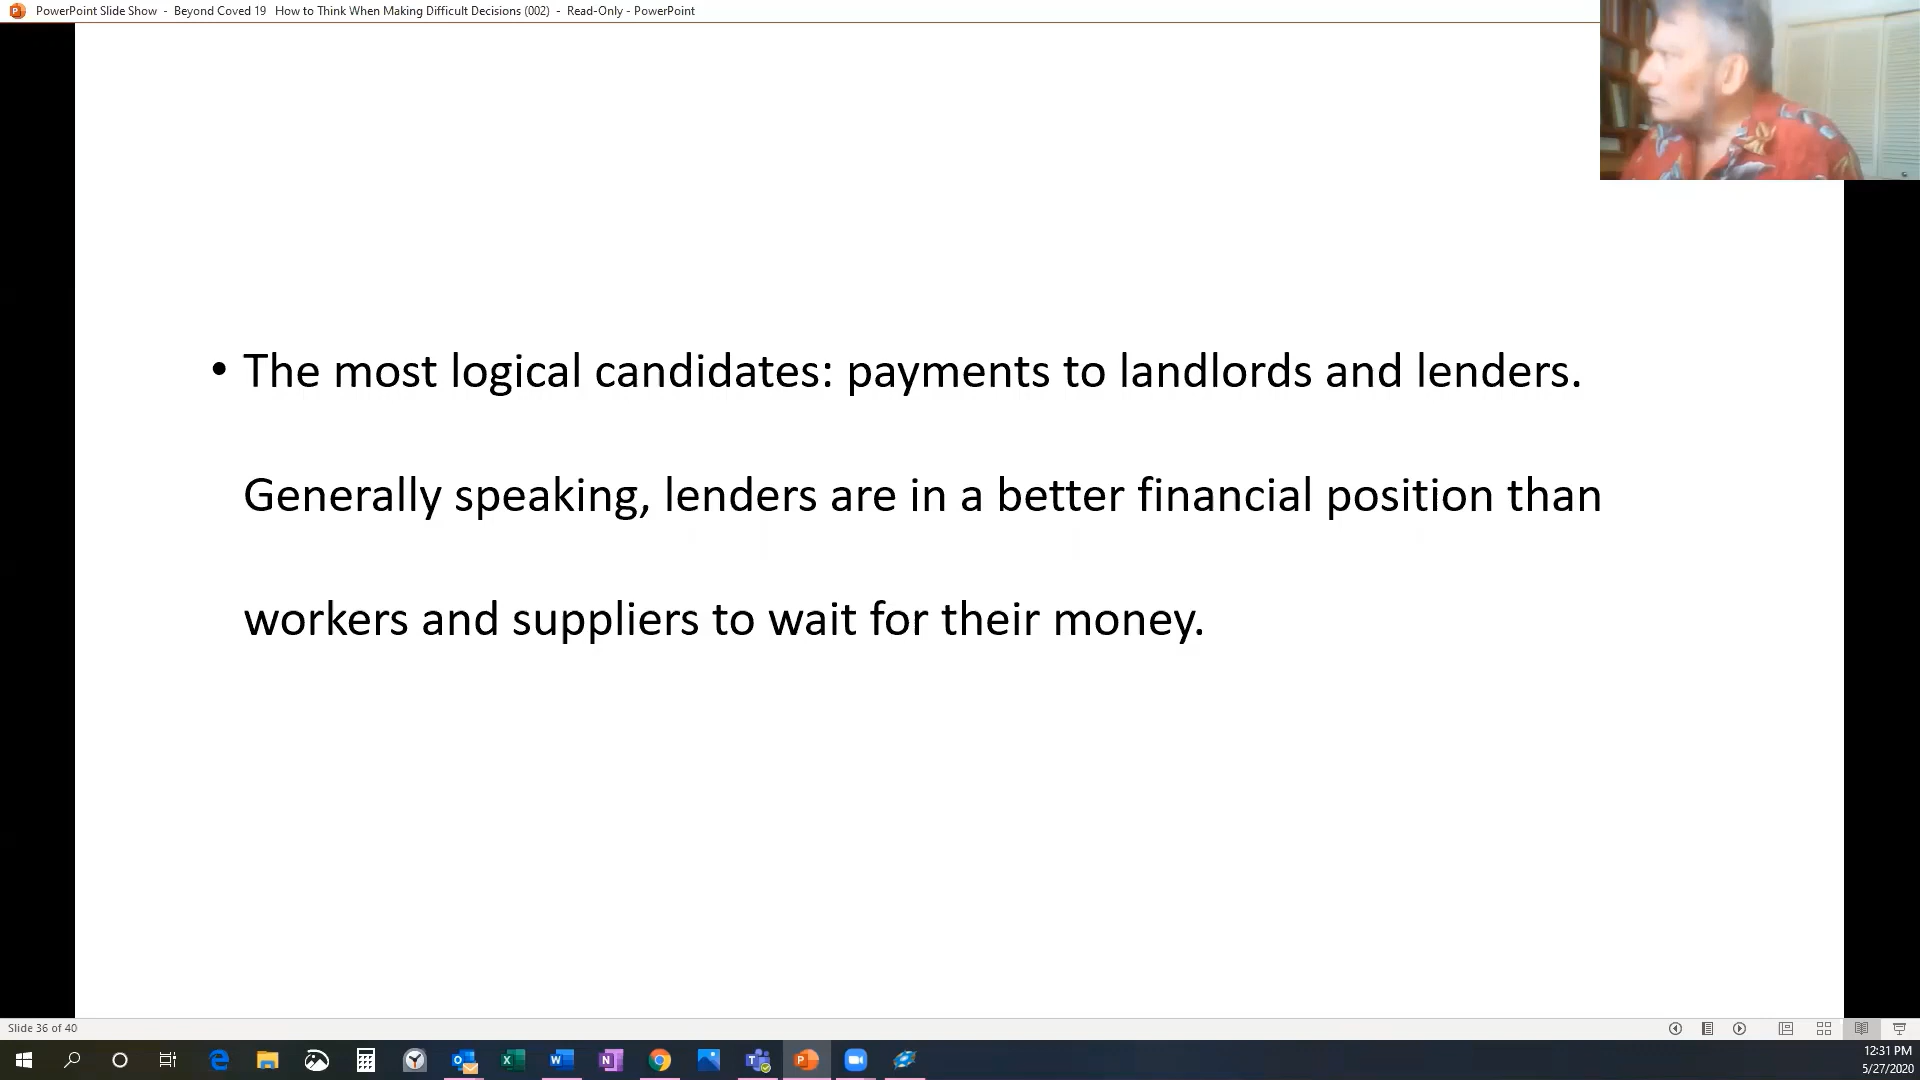 PowerPoint Slide Show - Beyond Coved 19 How to Think When Making Difficult Decisions (002) - Read-Only - PowerPoint
• The most logical candidates: payments to landlords and lenders.
Generally speaking, lenders are in a better financial position than
workers and suppliers to wait for their money.
Slide 36 of 40
12:31 PM
5/27/2020